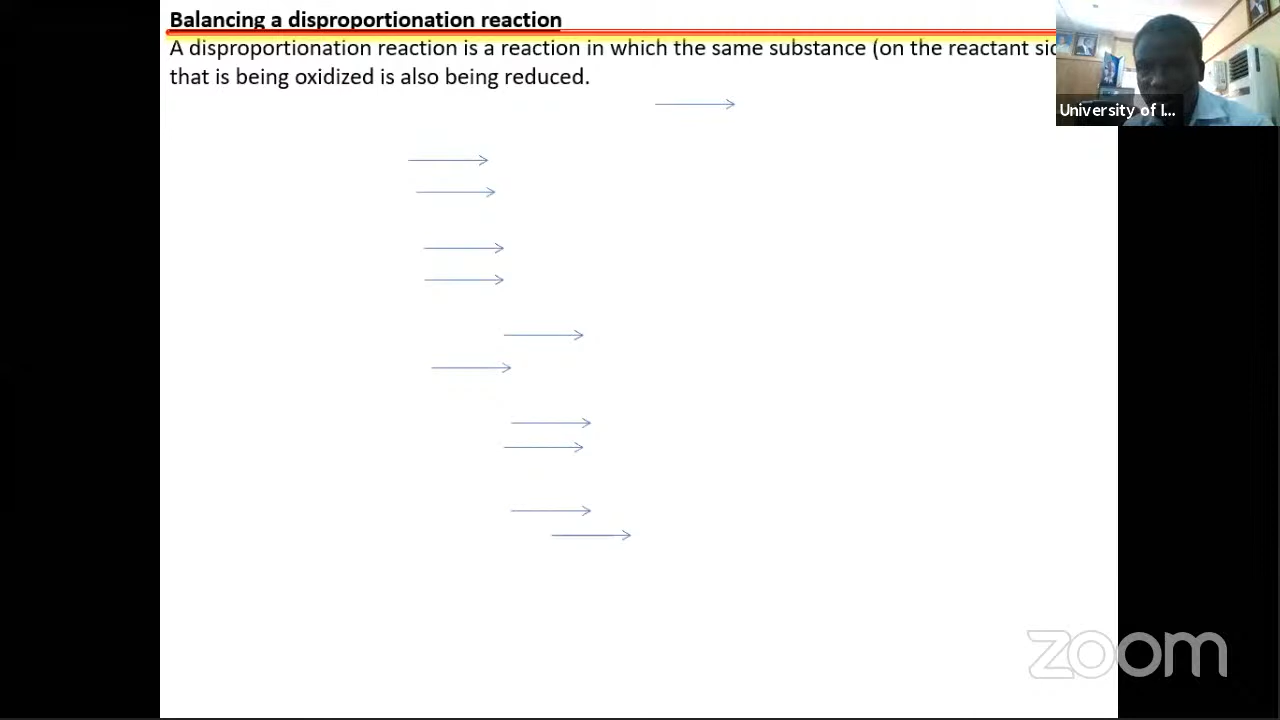 Balancing a disproportionation reaction
A disproportionation reaction is a reaction in which the same substance (on the reactant
that is being oxidized is also being reduced.
University of I...
zoom